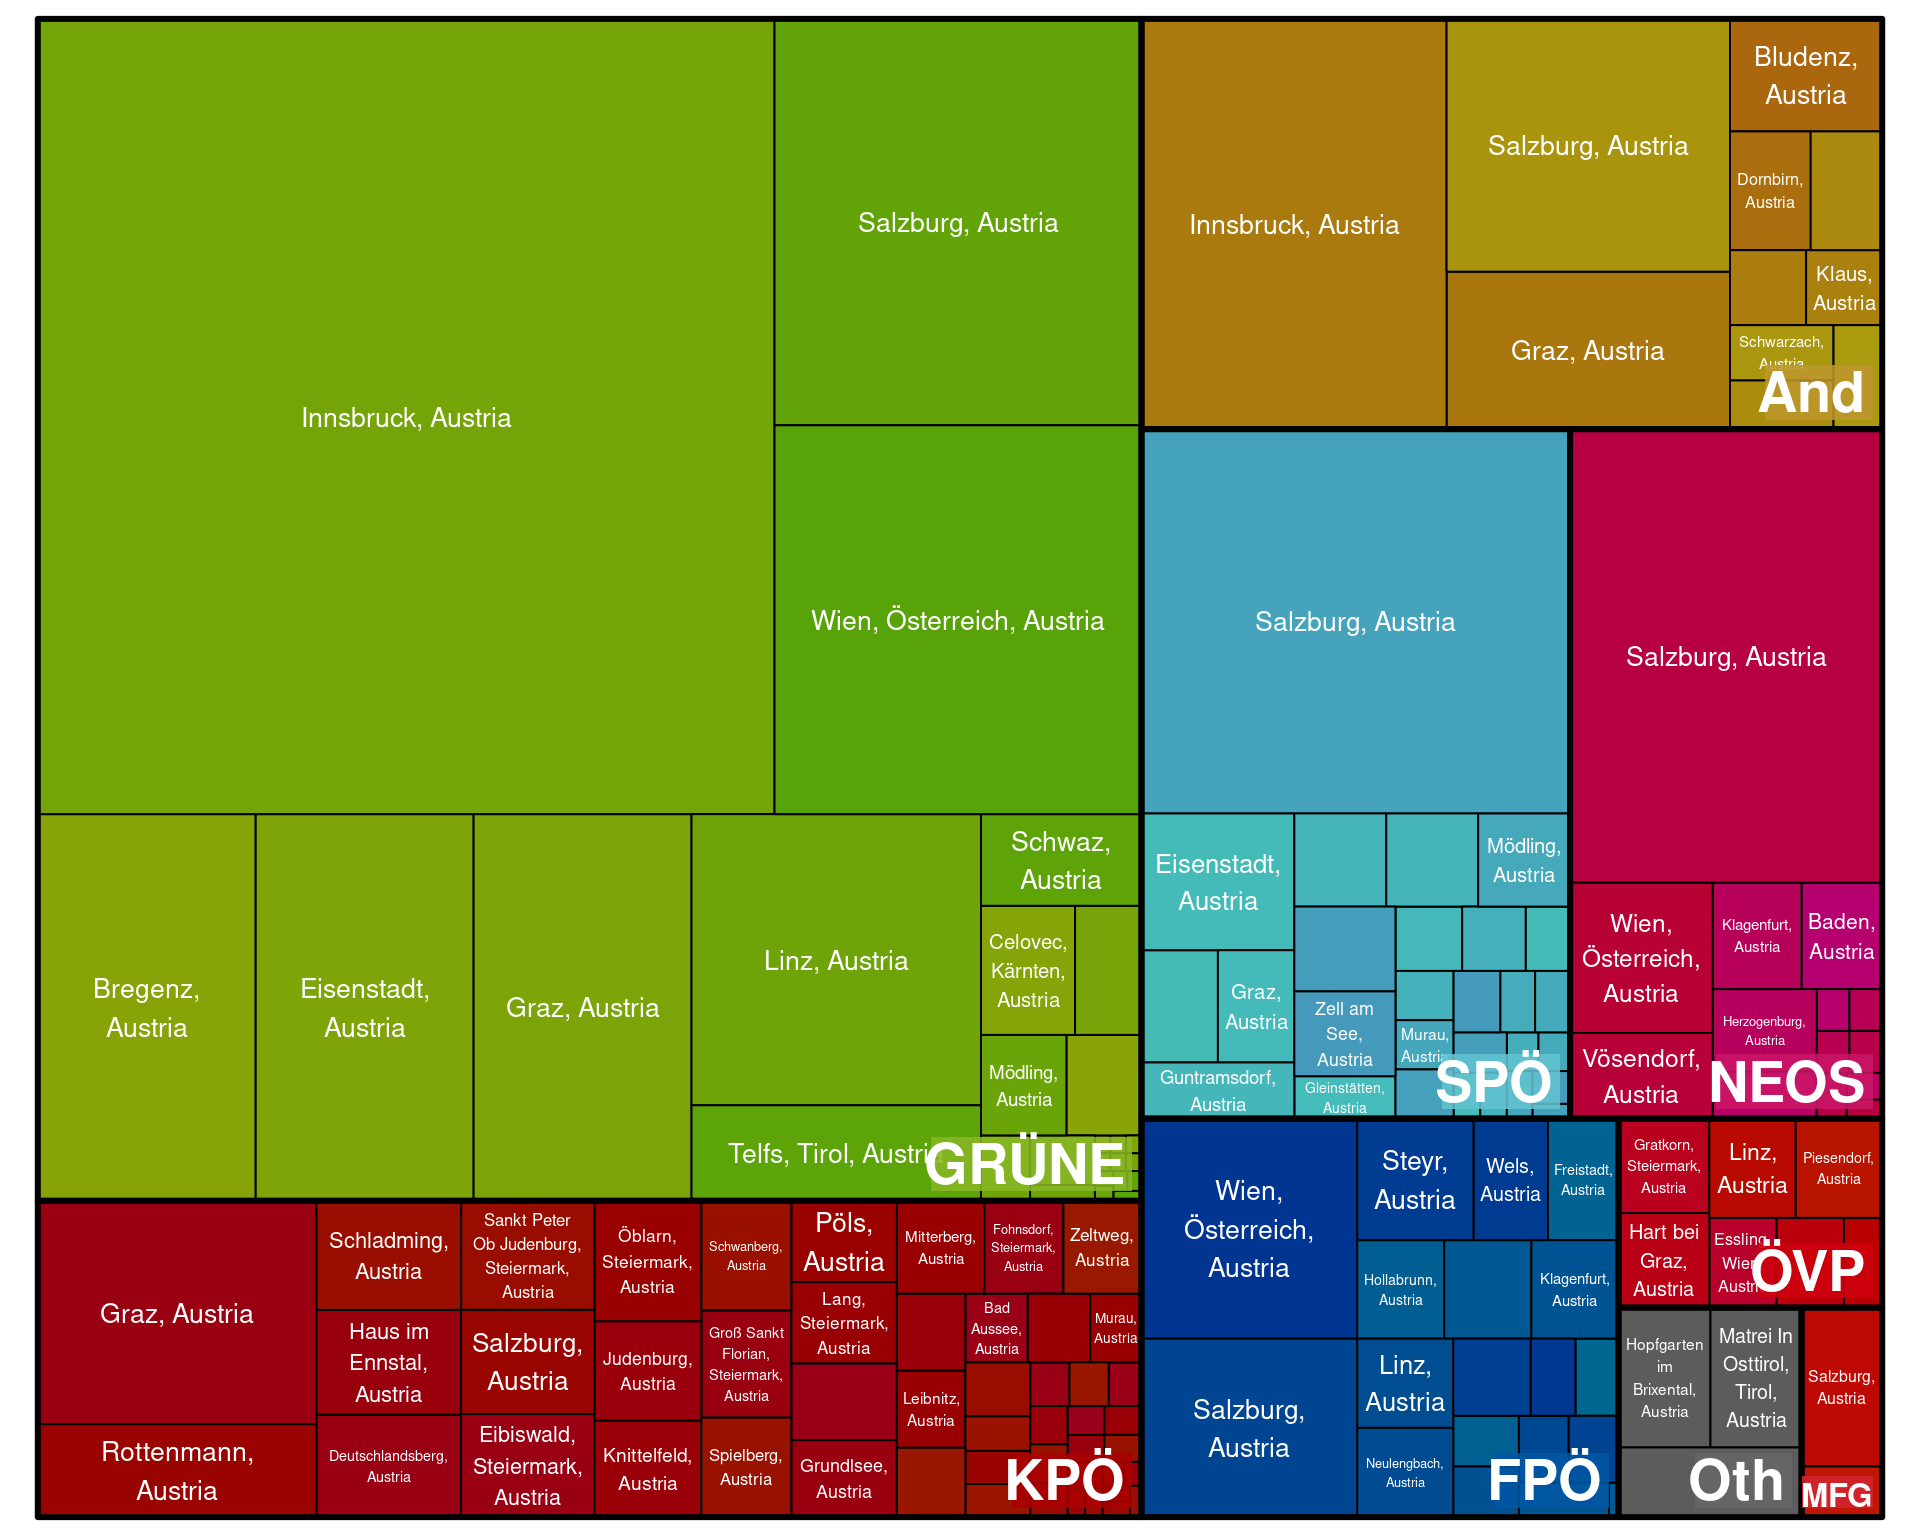 Innsbruck, Austria
Salzburg, Austria
Wien, Österreich, Austria
Bregenz,
Austria
Eisenstadt,
Austria
Graz, Austria
Linz, Austria
Telfs, Tirol, Austria
Schwaz,
Austria
Celovec,
Kärnten,
Austria
Mödling,
Austria
GRÜNE
Innsbruck, Austria
Salzburg, Austria
Graz, Austria
Bludenz,
Austria
Dornbirn,
Austria
Klaus,
Austria
Schwarzach,
Austria
And
Salzburg, Austria
Eisenstadt,
Austria
Graz,
Austria
Guntramsdorf,
Austria
Mödling,
Austria
Zell am
See,
Austria
Gleinstätten,
Austria
Murau,
Austria
SPÖ
Salzburg, Austria
Wien,
Österreich,
Austria
Vösendorf,
Austria
Klagenfurt,
Austria
Baden,
Austria
Herzogenburg,
Austria
NEOS
Graz, Austria
Rottenmann,
Austria
Schladming,
Austria
Haus im
Ennstal,
Austria
Deutschlandsberg,
Austria
Sankt Peter
Ob Judenburg,
Steiermark,
Austria
Salzburg,
Austria
Eibiswald,
Steiermark,
Austria
Öblarn,
Steiermark,
Austria
Judenburg,
Austria
Knittelfeld,
Austria
Schwanberg,
Austria
Groß Sankt
Florian,
Steiermark,
Austria
Spielberg,
Austria
Pöls,
Austria
Lang,
Steiermark,
Austria
Grundlsee,
Austria
Mitterberg,
Austria
Fohnsdorf,
Steiermark,
Austria
Zeltweg,
Austria
Bad
Aussee,
Austria
Murau,
Austria
Leibnitz,
Austria
KPÖ
Wien,
Österreich,
Austria
Salzburg,
Austria
Steyr,
Austria
Wels,
Austria
Freistadt,
Austria
Hollabrunn,
Austria
Klagenfurt,
Austria
Linz,
Austria
Neulengbach,
Austria
FPÖ
Gratkorn,
Steiermark,
Austria
Hart bei
Graz,
Austria
Linz,
Austria
Piesendorf,
Austria
Essling,
Wien,
Austria
ÖVP
Hopfgarten
im
Brixental,
Austria
Matrei In
Osttirol,
Tirol,
Austria
Oth
Salzburg,
Austria
MFG